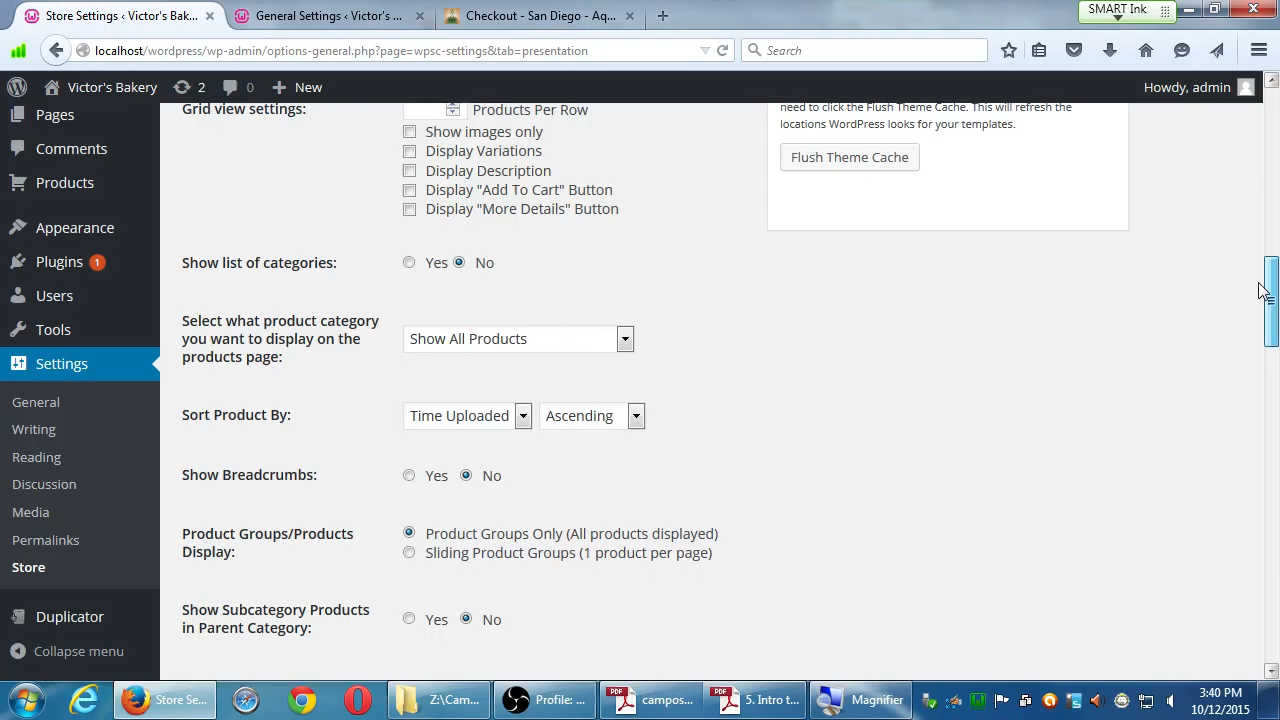 Store Settings ‹ Victor's Bak... ×
General Settings ‹ Victor's ... ×
Checkout - San Diego - Aq... ×
SMART Ink
localhost/wordpress/wp-admin/options-general.php?page=wpsc-settings&tab=presentation
Search
Victor's Bakery 2 0 New
Howdy, admin
Pages
Comments
Products
Appearance
Plugins 1
Users
Tools
Settings
General
Writing
Reading
Discussion
Media
Permalinks
Store
Duplicator
Collapse menu
Grid view settings:
Products Per Row
Show images only
Display Variations
Display Description
Display "Add To Cart" Button
Display "More Details" Button
need to click the Flush Theme Cache. This will refresh the
locations WordPress looks for your templates.
Flush Theme Cache
Show list of categories:
Yes No
Select what product category
you want to display on the
products page:
Show All Products
Sort Product By:
Time Uploaded Ascending
Show Breadcrumbs:
Yes No
Product Groups/Products
Display:
Product Groups Only (All products displayed)
Sliding Product Groups (1 product per page)
Show Subcategory Products
in Parent Category:
Yes No
Store Se...
Z:\Cam...
Profile: ...
PDF
campos...
PDF
5. Intro t...
Magnifier
3:40 PM
10/12/2015